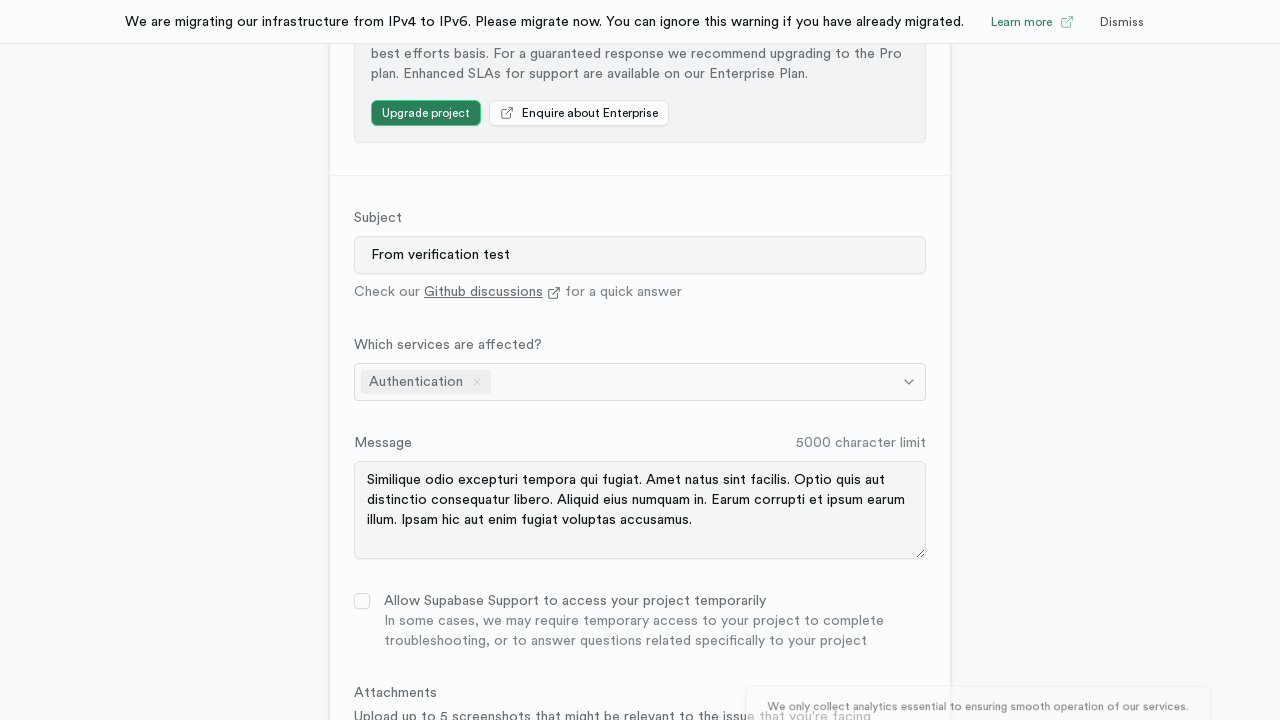 We are migrating our infrastructure from IPv4 to IPv6. Please migrate now. You can ignore this warning if you have already migrated. Learn more Dismiss
best efforts basis. For a guaranteed response we recommend upgrading to the Pro
plan. Enhanced SLAs for support are available on our Enterprise Plan.
Upgrade project Enquire about Enterprise
Subject
From verification test
Check our Github discussions for a quick answer
Which services are affected?
Authentication
Message 5000 character limit
Similique odio excepturi tempora qui fugiat. Amet natus sint facilis. Optio quis aut
distinctio consequatur libero. Aliquid eius numquam in. Earum corrupti et ipsum earum
illum. Ipsam hic aut enim fugiat voluptas accusamus.
Allow Supabase Support to access your project temporarily
In some cases, we may require temporary access to your project to complete
troubleshooting, or to answer questions related specifically to your project
Attachments
Upload up to 5 screenshots that might be relevant to the issue that you're facing
We only collect analytics essential to ensuring smooth operation of our services.